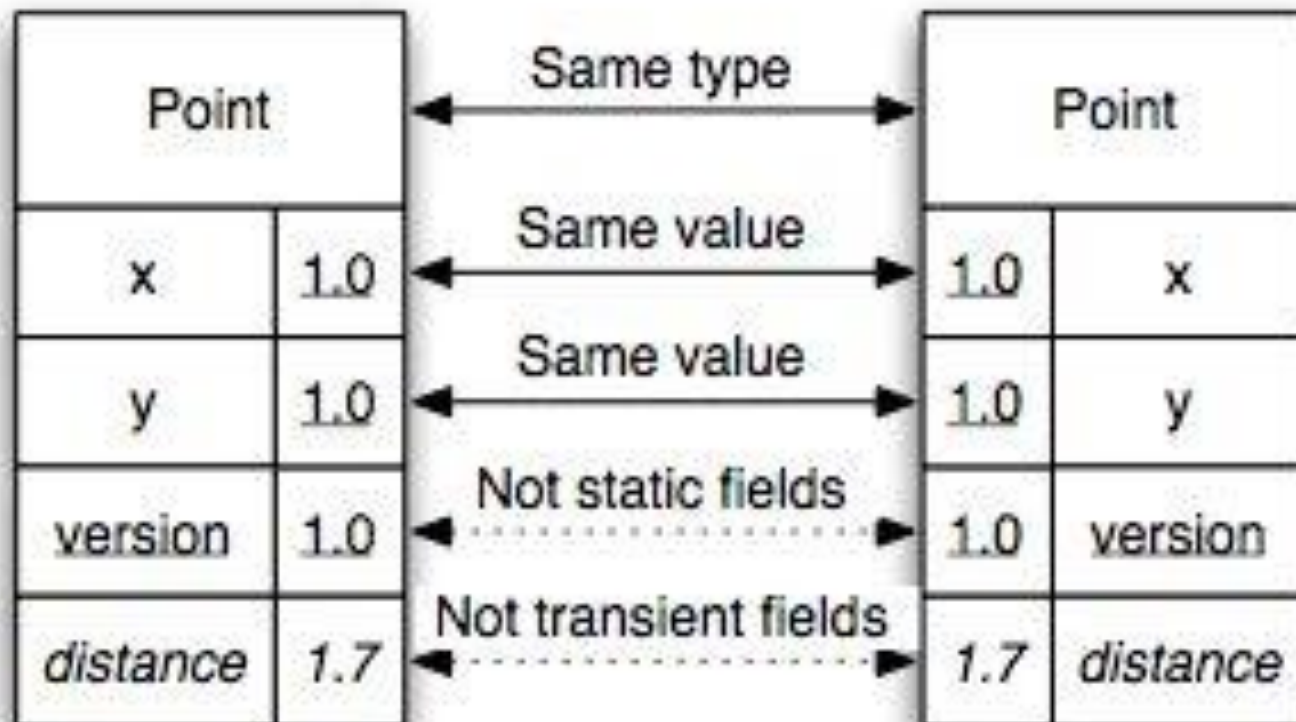 Point Same type Point
x 1.0 Same value 1.0 x
y 1.0 Same value 1.0 y
version 1.0 Not static fields 1.0 version
distance 1.7 Not transient fields 1.7 distance